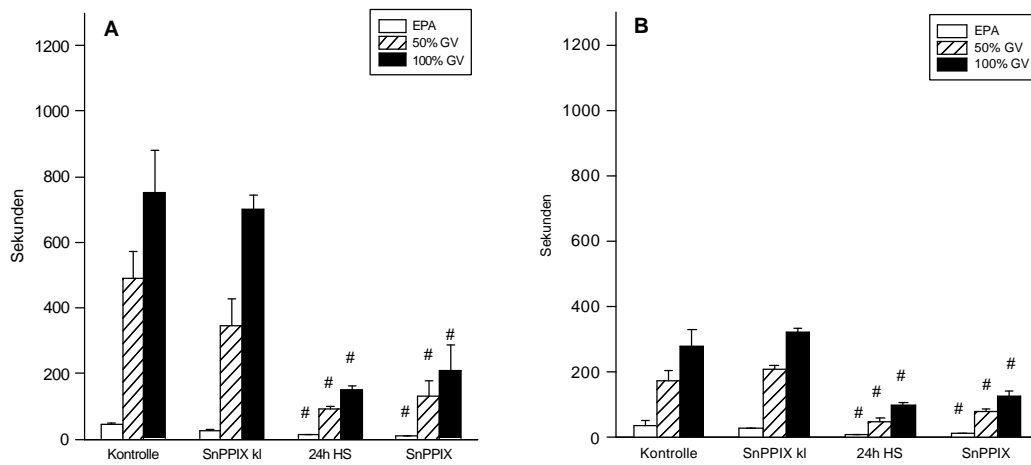 A
EPA
50% GV
100% GV
1200
1000
800
600
400
200
0
Sekunden
# # #
# # #
Kontrolle SnPPIX kl 24h HS SnPPIX
B
EPA
50% GV
100% GV
1200
1000
800
600
400
200
0
Sekunden
# # #
# # #
Kontrolle SnPPIX kl 24h HS SnPPIX